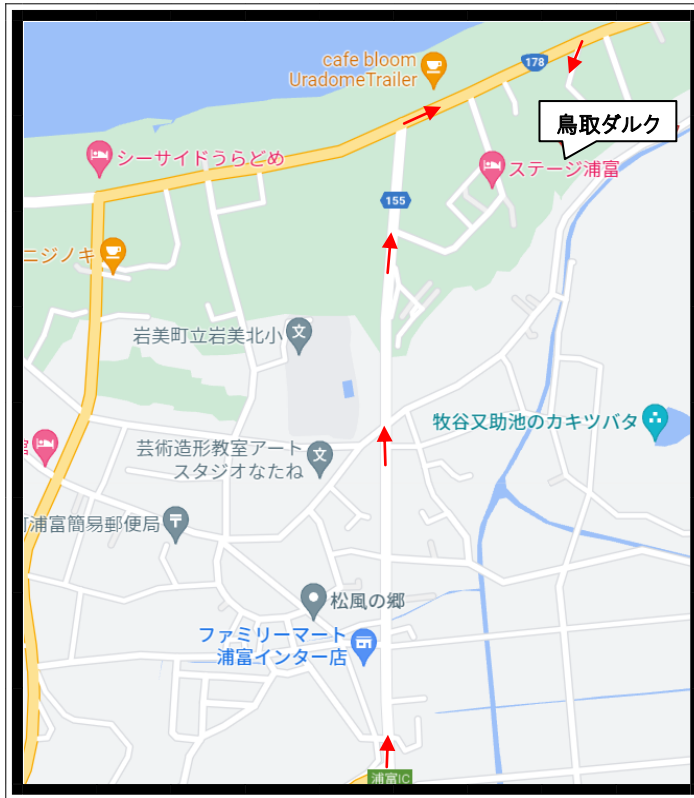 cafe bloom
UradomeTrailer
178
鳥取ダルク
シーサイドうらどめ
ステージ浦富
155
ニジノキ
岩美町立岩美北小
文
牧谷又助池のカキツバタ
芸術造形教室アート
スタジオなたね
文
浦富簡易郵便局
松風の郷
ファミリーマート
浦富インター店
浦富IC